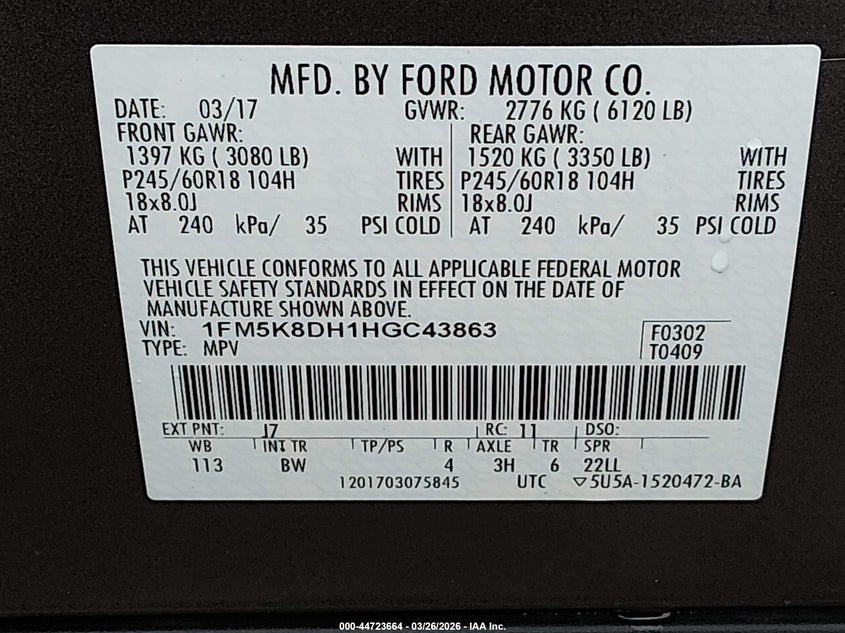 MFD. BY FORD MOTOR CO.
DATE: 03/17 GVWR: 2776 KG ( 6120 LB)
FRONT GAWR: REAR GAWR:
1397 KG ( 3080 LB) WITH 1520 KG ( 3350 LB) WITH
P245/60R18 104H TIRES P245/60R18 104H TIRES
18x8.0J RIMS 18x8.0J RIMS
AT 240 kPa/ 35 PSI COLD AT 240 kPa/ 35 PSI COLD
THIS VEHICLE CONFORMS TO ALL APPLICABLE FEDERAL MOTOR
VEHICLE SAFETY STANDARDS IN EFFECT ON THE DATE OF
MANUFACTURE SHOWN ABOVE.
VIN: 1FM5K8DH1HGC43863 F0302
TYPE: MPV T0409
EXT PNT: J7 RC: 11 DSO:
WB INT TR TP/PS R AXLE TR SPR
113 BW 4 3H 6 22LL
1201703075845 UTC ▽5U5A-1520472-BA
000-44723664 - 03/26/2026 - IAA Inc.